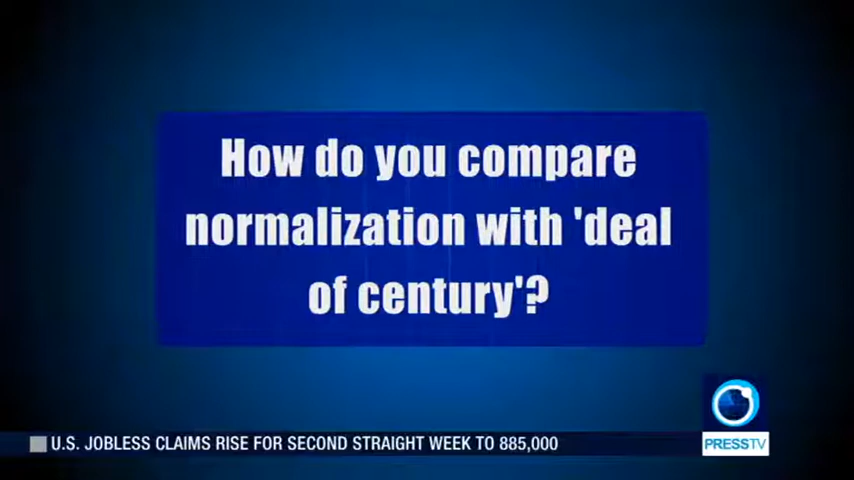 How do you compare
normalization with 'deal
of century'?
PRESSTV
U.S. JOBLESS CLAIMS RISE FOR SECOND STRAIGHT WEEK TO 885,000